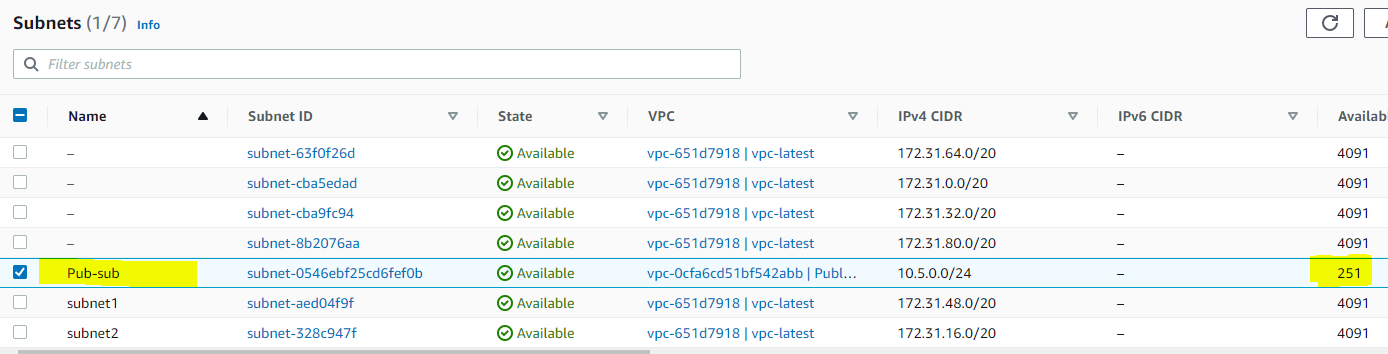 Subnets (1/7) Info
Filter subnets
Name Subnet ID State VPC IPv4 CIDR IPv6 CIDR Availabl
– subnet-63f0f26d Available vpc-651d7918 | vpc-latest 172.31.64.0/20 – 4091
– subnet-cba5edad Available vpc-651d7918 | vpc-latest 172.31.0.0/20 – 4091
– subnet-cba9fc94 Available vpc-651d7918 | vpc-latest 172.31.32.0/20 – 4091
– subnet-8b2076aa Available vpc-651d7918 | vpc-latest 172.31.80.0/20 – 4091
Pub-sub subnet-0546ebf25cd6fef0b Available vpc-0cfa6cd51bf542abb | Publ... 10.5.0.0/24 – 251
subnet1 subnet-aed04f9f Available vpc-651d7918 | vpc-latest 172.31.48.0/20 – 4091
subnet2 subnet-328c947f Available vpc-651d7918 | vpc-latest 172.31.16.0/20 – 4091